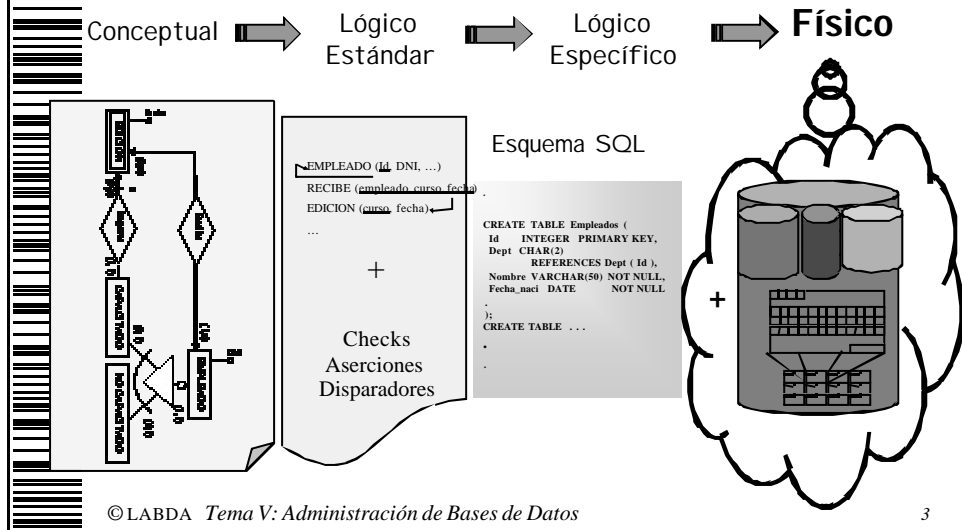 Conceptual
Lógico
Estándar
Lógico
Específico
Físico
EMPLEADO (Id, DNI, …)
RECIBE (empleado, curso, fecha)
EDICION (curso, fecha)
…
+
Checks
Aserciones
Disparadores
Esquema SQL
.
CREATE TABLE Empleados (
Id INTEGER PRIMARY KEY,
Dept CHAR(2)
REFERENCES Dept ( Id ),
Nombre VARCHAR(50) NOT NULL,
Fecha_naci DATE NOT NULL
.
);
CREATE TABLE . . .
.
.
+
© LABDA Tema V: Administración de Bases de Datos
3